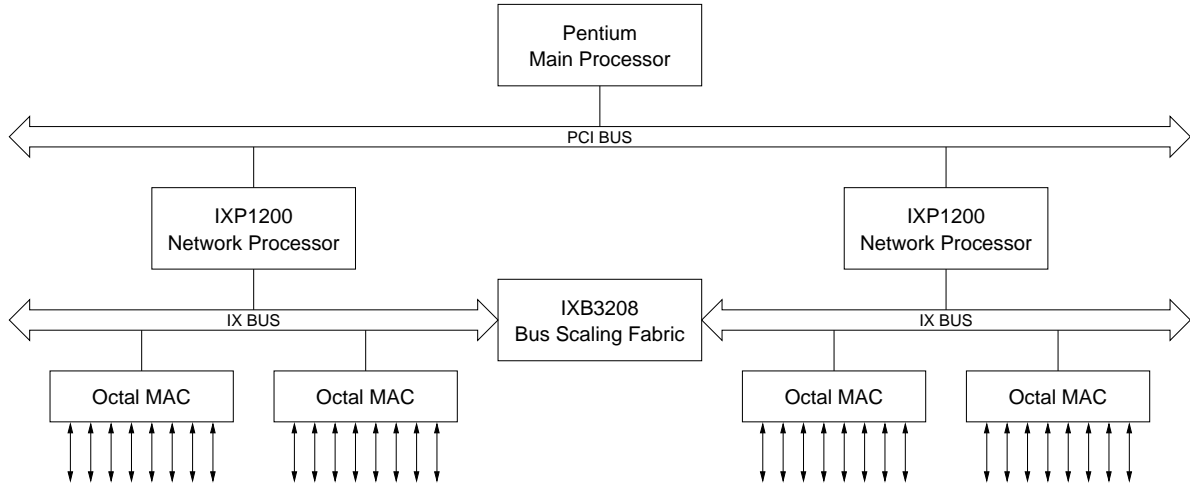 Pentium
Main Processor
PCI BUS
IXP1200
Network Processor
IXP1200
Network Processor
IX BUS
IXB3208
Bus Scaling Fabric
IX BUS
Octal MAC
Octal MAC
Octal MAC
Octal MAC